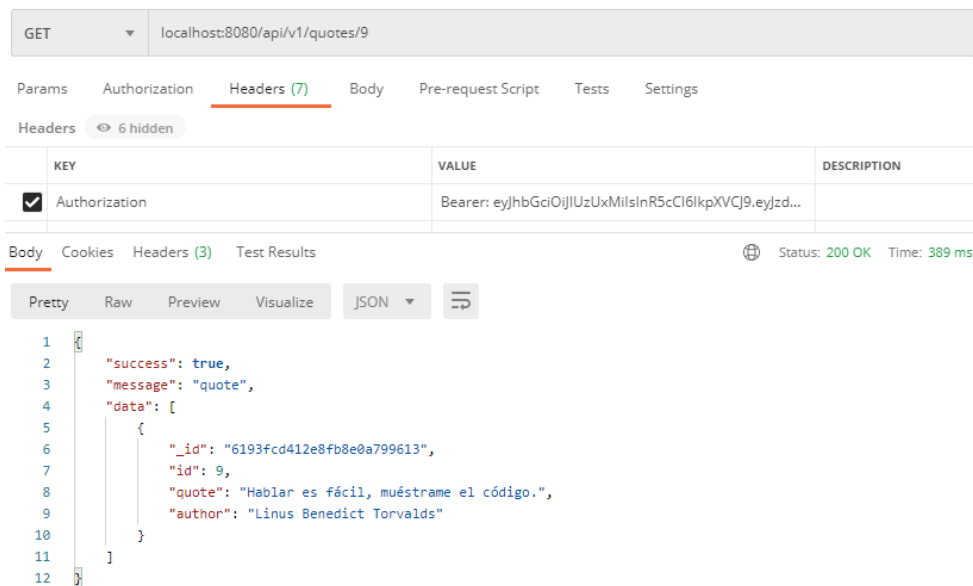 GET localhost:8080/api/v1/quotes/9
Params Authorization Headers (7) Body Pre-request Script Tests Settings
Headers 6 hidden
KEY VALUE DESCRIPTION
Authorization Bearer: eyJhbGciOiJIUzUxMiIsInR5cCI6IkpXVCJ9.eyJzd...
Body Cookies Headers (3) Test Results Status: 200 OK Time: 389 ms
Pretty Raw Preview Visualize JSON
1 {
2 "success": true,
3 "message": "quote",
4 "data": [
5 {
6 "_id": "6193fcd412e8fb8e0a799613",
7 "id": 9,
8 "quote": "Hablar es fácil, muéstrame el código.",
9 "author": "Linus Benedict Torvalds"
10 }
11 ]
12 }